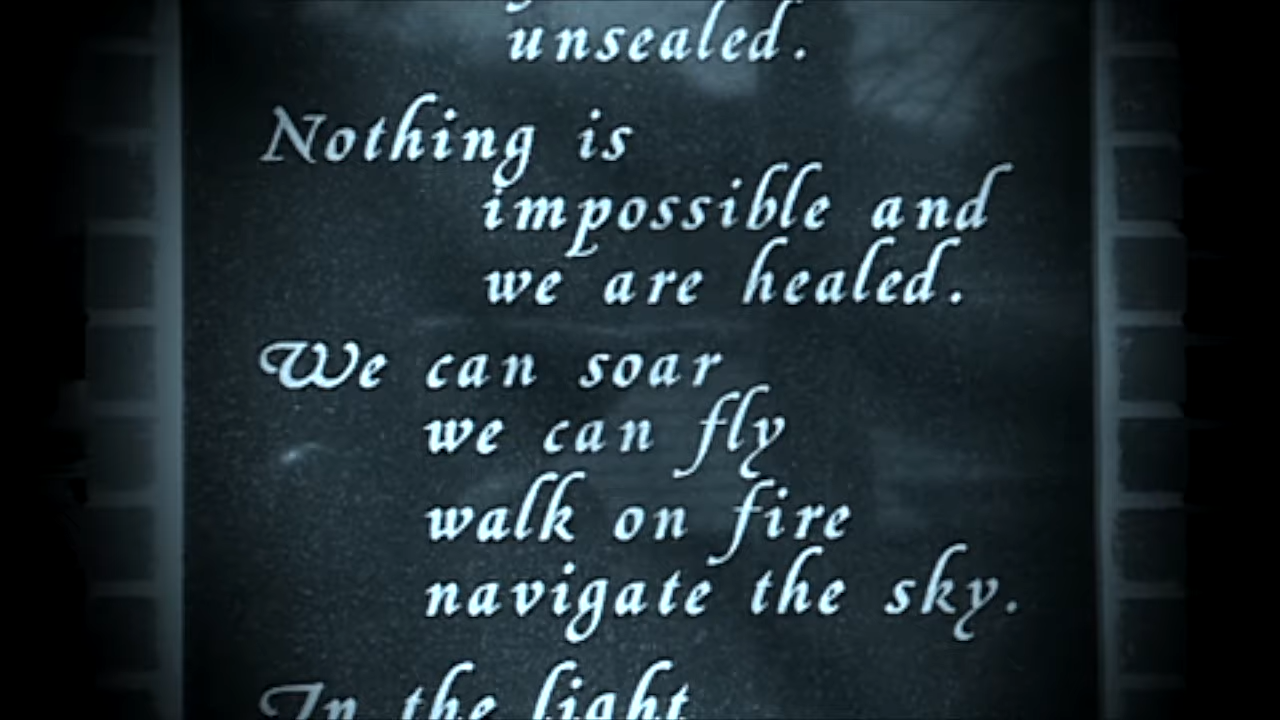 unsealed.
Nothing is
impossible and
we are healed.
We can soar
we can fly
walk on fire
navigate the sky.
In the light